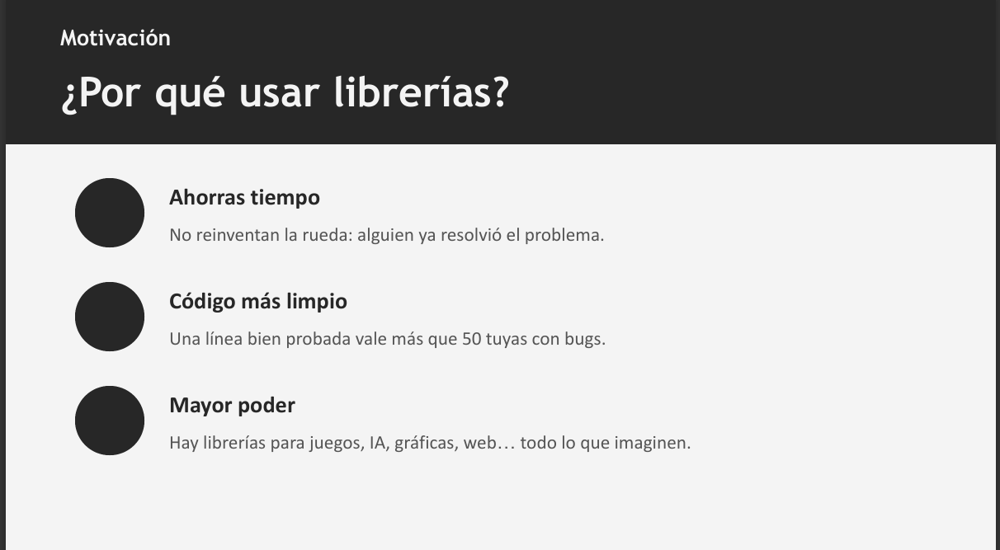 Motivación
¿Por qué usar librerías?
Ahorras tiempo
No reinventan la rueda: alguien ya resolvió el problema.
Código más limpio
Una línea bien probada vale más que 50 tuyas con bugs.
Mayor poder
Hay librerías para juegos, IA, gráficas, web… todo lo que imaginen.